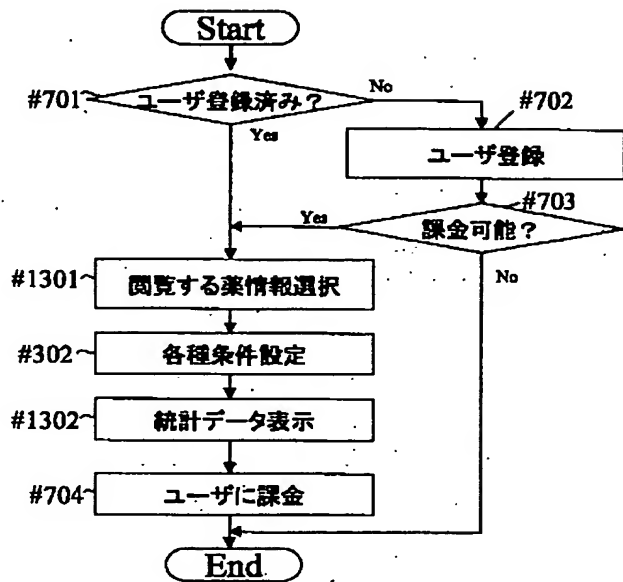 Start
#701
ユーザ登録済み?
No
#702
Yes
ユーザ登録
#703
Yes
課金可能?
No
#1301
閲覧する薬情報選択
#302
各種条件設定
#1302
統計データ表示
#704
ユーザに課金
End